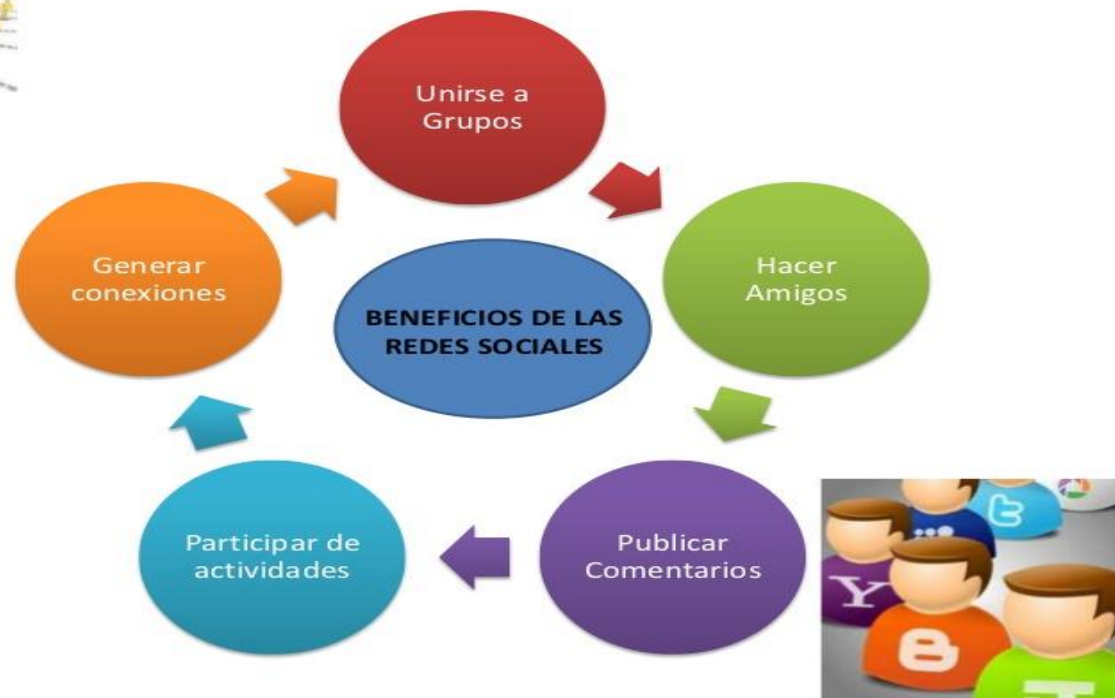 Unirse a
Grupos
Generar
conexiones
Hacer
Amigos
BENEFICIOS DE LAS
REDES SOCIALES
Participar de
actividades
Publicar
Comentarios